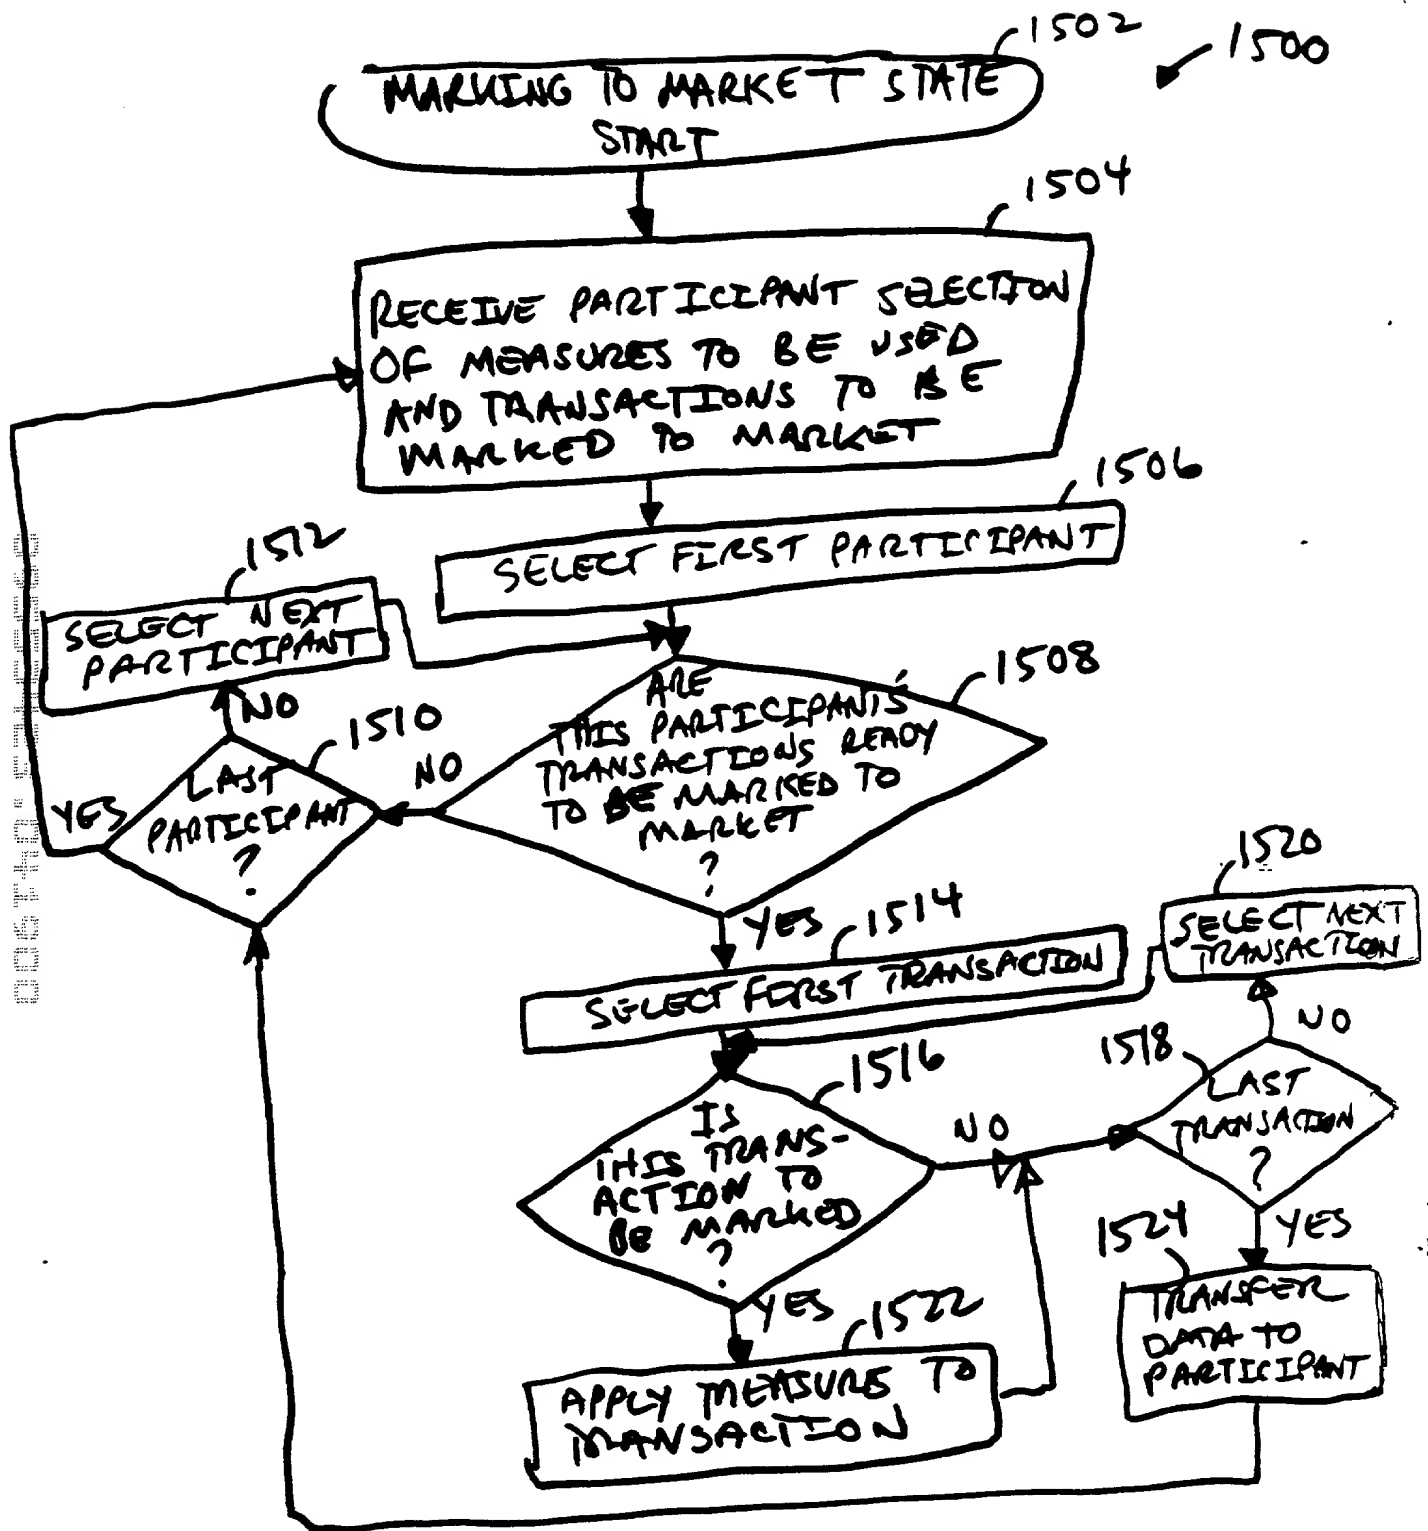 1502
1500
MARKING TO MARKET STATE
START
1504
RECEIVE PARTICIPANT SELECTION
OF MEASURES TO BE USED
AND TRANSACTIONS TO BE
MARKED TO MARKET
1506
SELECT FIRST PARTICIPANT
1512
SELECT NEXT
PARTICIPANT
NO
1508
ARE
THIS PARTICIPANTS'
TRANSACTIONS READY
TO BE MARKED TO
MARKET
?
NO
1510
LAST
PARTICIPANT
?
YES
YES
1514
SELECT FIRST TRANSACTION
1520
SELECT NEXT
TRANSACTION
NO
1516
IS
THIS TRANS-
ACTION TO
BE MARKED
?
NO
1518
LAST
TRANSACTION
?
YES
YES
1522
APPLY MEASURE TO
TRANSACTION
1524
TRANSFER
DATA TO
PARTICIPANT